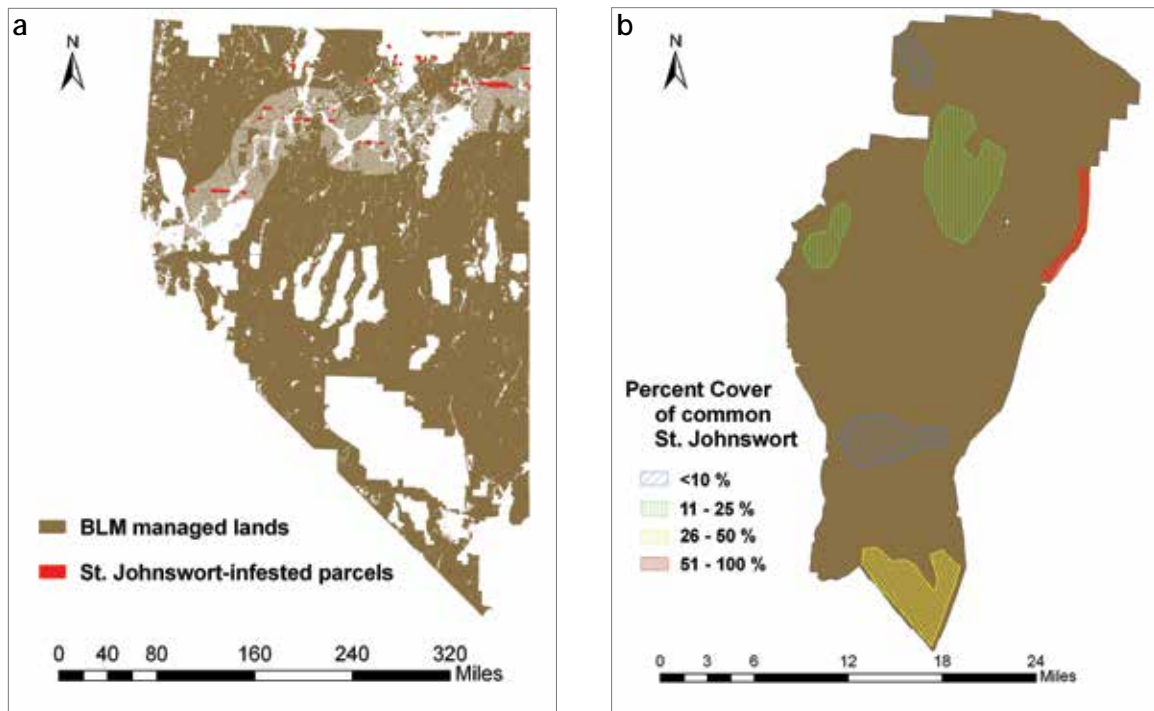 a
N
BLM managed lands
St. Johnswort-infested parcels
0 40 80 160 240 320
Miles
b
N
Percent Cover
of common
St. Johnswort
<10 %
11 - 25 %
26 - 50 %
51 - 100 %
0 3 6 12 18 24
Miles